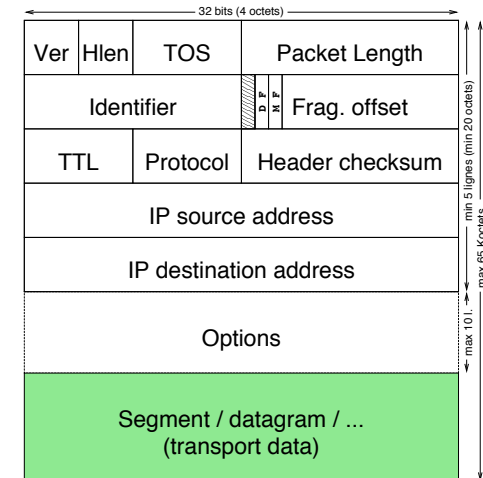 32 bits (4 octets)
Ver Hlen TOS Packet Length
Identifier DF MF Frag. offset
TTL Protocol Header checksum
IP source address
IP destination address
Options
Segment / datagram / ...
(transport data)
min 5 lignes (min 20 octets)
max 10 l.
max 65 Koctets